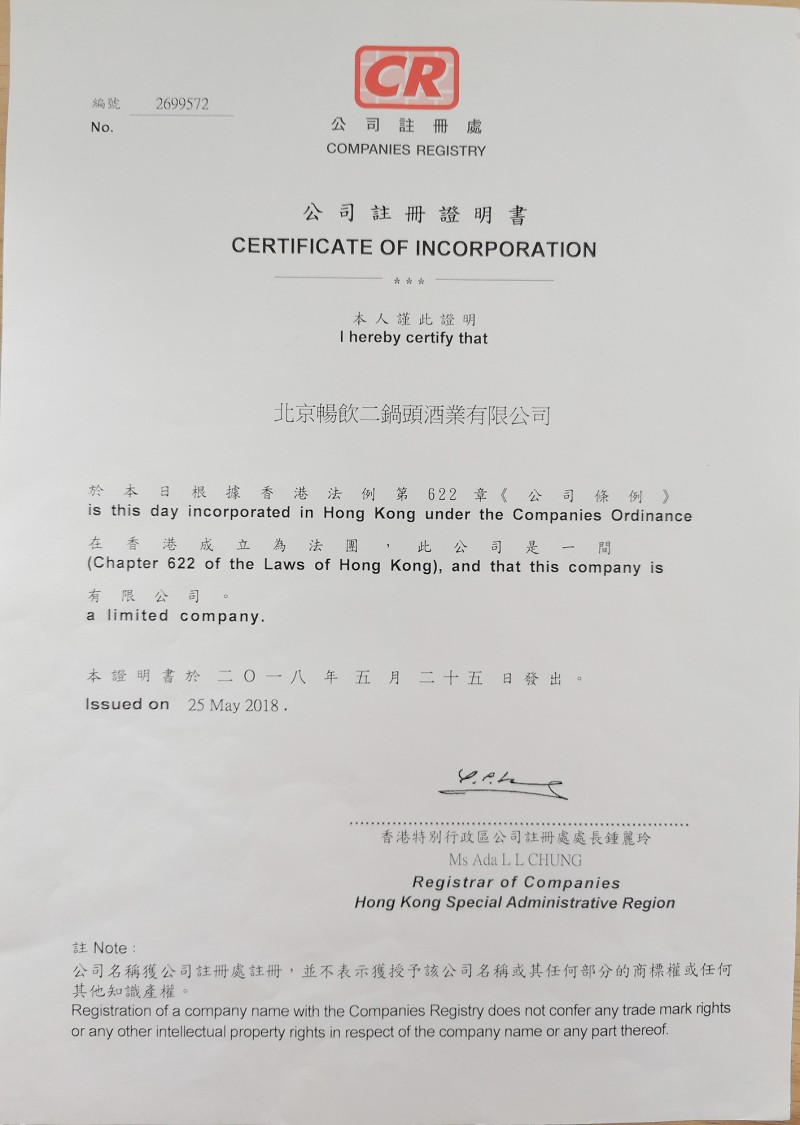 CR
編號 2699572
No.
公司註冊處
COMPANIES REGISTRY
公司註冊證明書
CERTIFICATE OF INCORPORATION
***
本人謹此證明
I hereby certify that
北京暢飲二鍋頭酒業有限公司
於本日根據香港法例第622章《公司條例》
is this day incorporated in Hong Kong under the Companies Ordinance
在香港成立為法團，此公司是一間
(Chapter 622 of the Laws of Hong Kong), and that this company is
有限公司。
a limited company.
本證明書於二〇一八年五月二十五日發出。
Issued on 25 May 2018.
香港特別行政區公司註冊處處長鍾麗玲
Ms Ada L L CHUNG
Registrar of Companies
Hong Kong Special Administrative Region
註 Note:
公司名稱獲公司註冊處註冊，並不表示獲授予該公司名稱或其任何部分的商標權或任何
其他知識產權。
Registration of a company name with the Companies Registry does not confer any trade mark rights
or any other intellectual property rights in respect of the company name or any part thereof.